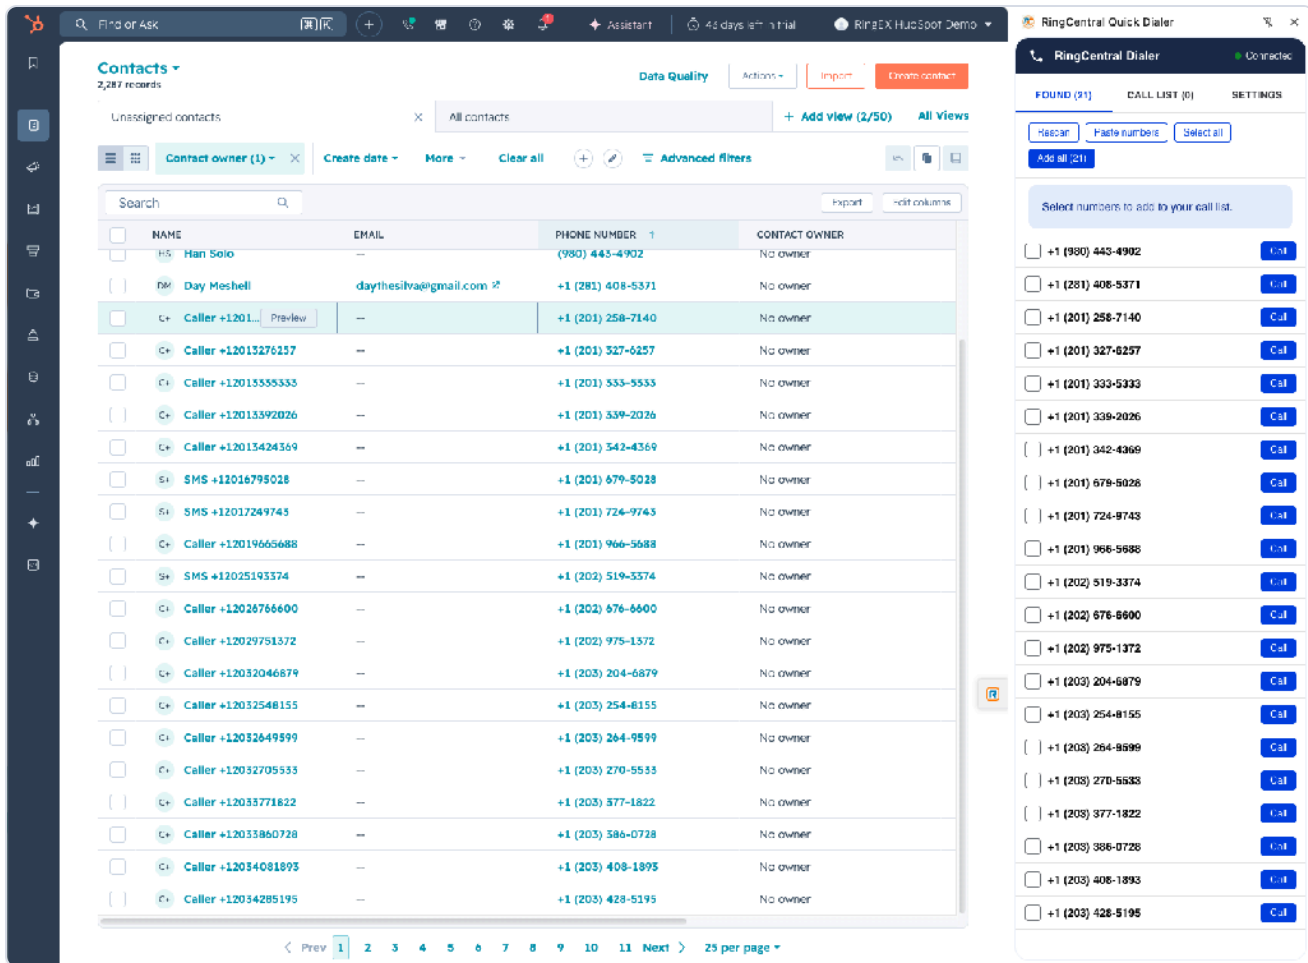 Find or Ask
⌘ K
Assistant
43 days left in trial
RingEX HubSpot Demo
Contacts
2,287 records
Data Quality
Actions
Import
Create contact
Unassigned contacts
All contacts
+ Add view (2/50)
All Views
Contact owner (1)
Create date
More
Clear all
Advanced filters
Search
Export
Edit columns
NAME EMAIL PHONE NUMBER CONTACT OWNER
HS Han Solo -- (980) 443-4902 No owner
DM Day Meshell daythesilva@gmail.com +1 (281) 408-5371 No owner
C+ Caller +1201... Preview -- +1 (201) 258-7140 No owner
C+ Caller +12013276257 -- +1 (201) 327-6257 No owner
C+ Caller +12013335333 -- +1 (201) 333-5333 No owner
C+ Caller +12013392026 -- +1 (201) 339-2026 No owner
C+ Caller +12013424369 -- +1 (201) 342-4369 No owner
S+ SMS +12016795028 -- +1 (201) 679-5028 No owner
S+ SMS +12017249743 -- +1 (201) 724-9743 No owner
C+ Caller +12019665688 -- +1 (201) 966-5688 No owner
S+ SMS +12025193374 -- +1 (202) 519-3374 No owner
C+ Caller +12026766600 -- +1 (202) 676-6600 No owner
C+ Caller +12029751372 -- +1 (202) 975-1372 No owner
C+ Caller +12032046879 -- +1 (203) 204-6879 No owner
C+ Caller +12032548155 -- +1 (203) 254-8155 No owner
C+ Caller +12032649599 -- +1 (203) 264-9599 No owner
C+ Caller +12032705533 -- +1 (203) 270-5533 No owner
C+ Caller +12033771822 -- +1 (203) 377-1822 No owner
C+ Caller +12033860728 -- +1 (203) 386-0728 No owner
C+ Caller +12034081893 -- +1 (203) 408-1893 No owner
C+ Caller +12034285195 -- +1 (203) 428-5195 No owner
Prev 1 2 3 4 5 6 7 8 9 10 11 Next
25 per page
RingCentral Quick Dialer
RingCentral Dialer
Connected
FOUND (21)
CALL LIST (0)
SETTINGS
Rescan
Paste numbers
Select all
Add all (21)
Select numbers to add to your call list.
+1 (980) 443-4902 Call
+1 (281) 408-5371 Call
+1 (201) 258-7140 Call
+1 (201) 327-6257 Call
+1 (201) 333-5333 Call
+1 (201) 339-2026 Call
+1 (201) 342-4369 Call
+1 (201) 679-5028 Call
+1 (201) 724-9743 Call
+1 (201) 966-5688 Call
+1 (202) 519-3374 Call
+1 (202) 676-6600 Call
+1 (202) 975-1372 Call
+1 (203) 204-6879 Call
+1 (203) 254-8155 Call
+1 (203) 264-9599 Call
+1 (203) 270-5533 Call
+1 (203) 377-1822 Call
+1 (203) 386-0728 Call
+1 (203) 408-1893 Call
+1 (203) 428-5195 Call